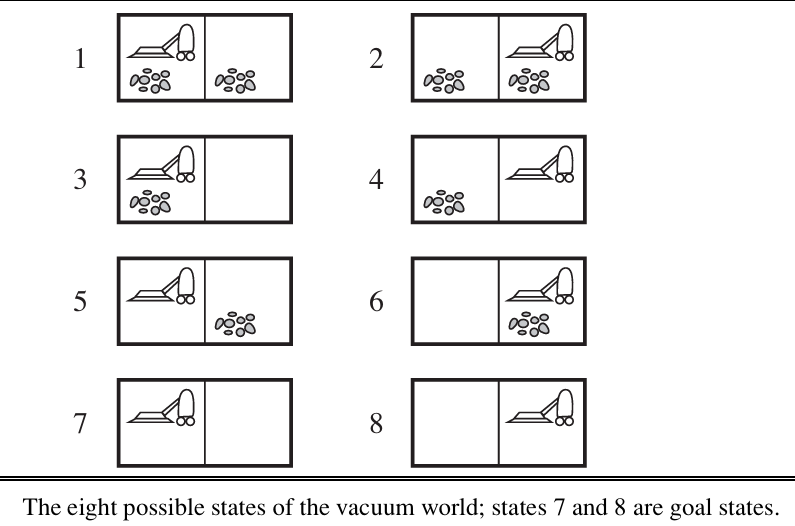 1 2
3 4
5 6
7 8
The eight possible states of the vacuum world; states 7 and 8 are goal states.